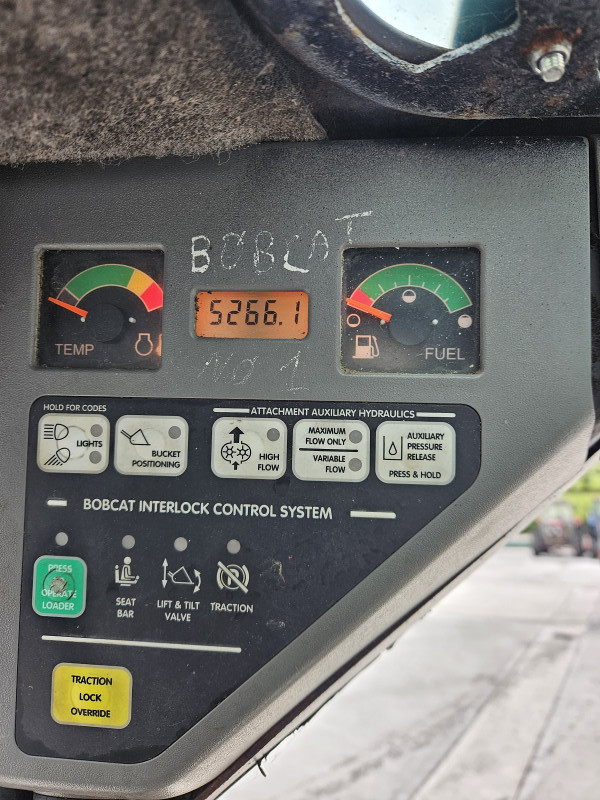 BOBCAT
5266.1
TEMP
FUEL
No 1
HOLD FOR CODES
LIGHTS
BUCKET
POSITIONING
ATTACHMENT AUXILIARY HYDRAULICS
HIGH
FLOW
MAXIMUM
FLOW ONLY
VARIABLE
FLOW
AUXILIARY
PRESSURE
RELEASE
PRESS & HOLD
BOBCAT INTERLOCK CONTROL SYSTEM
PRESS
OPERATE
LOADER
SEAT
BAR
LIFT & TILT
VALVE
TRACTION
TRACTION
LOCK
OVERRIDE